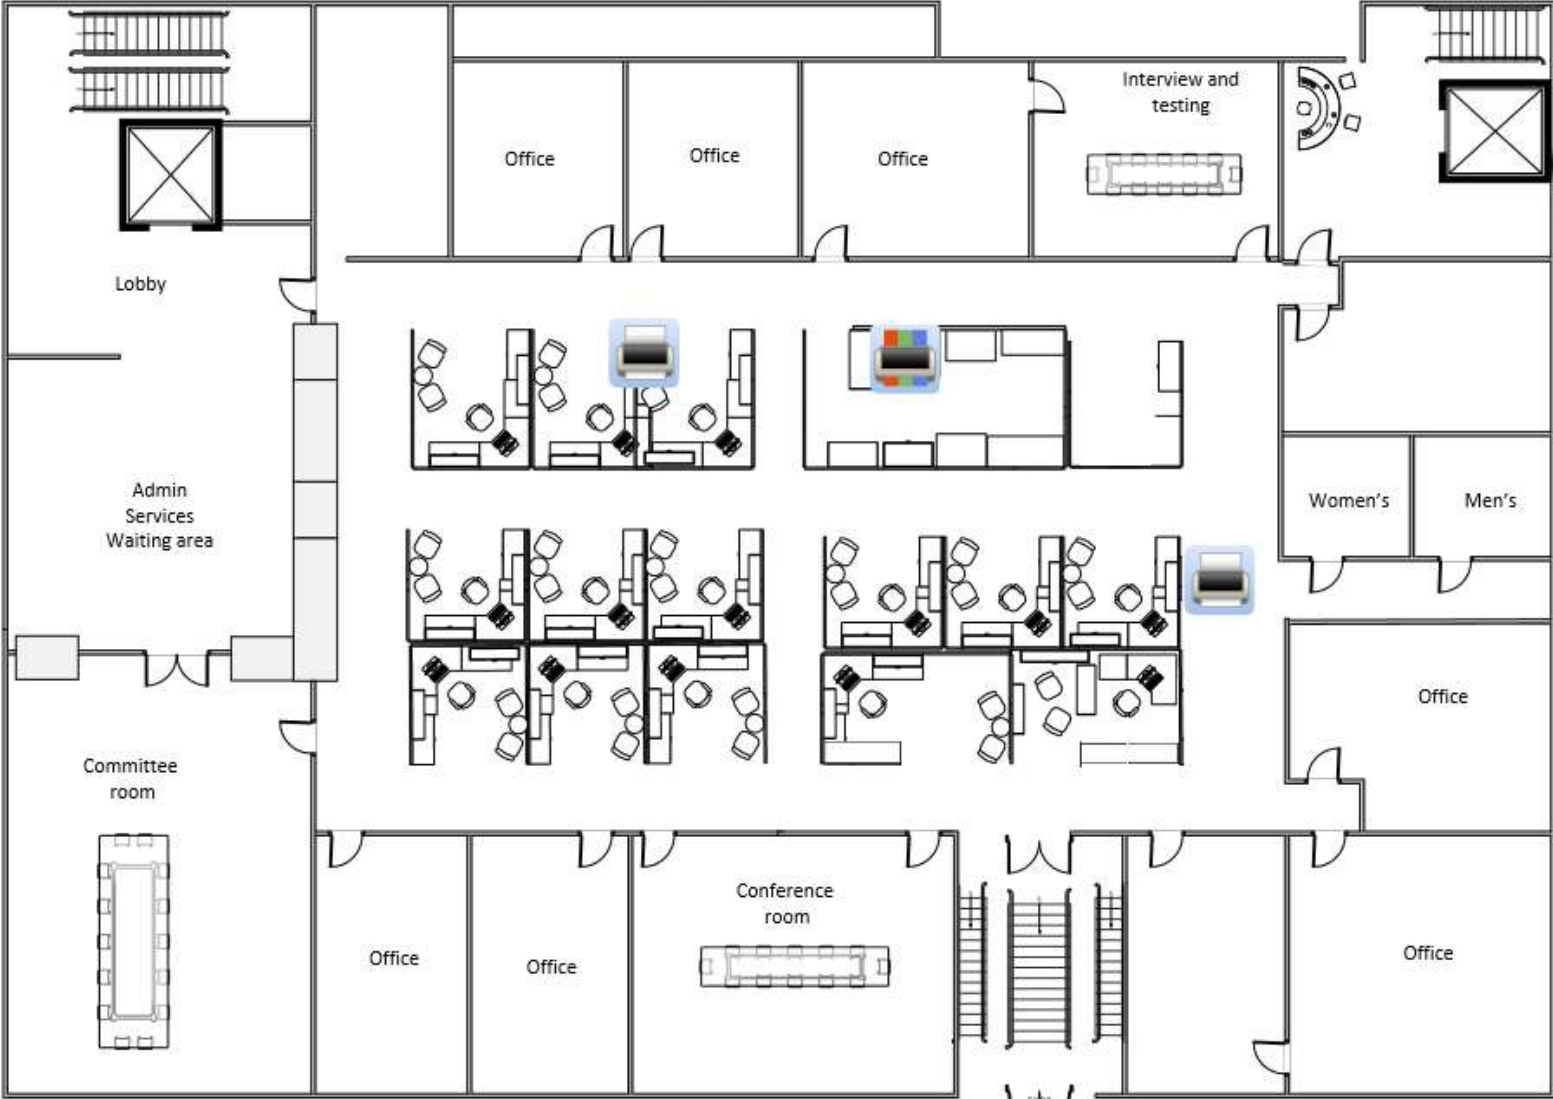 Interview and
testing
Office
Office
Office
Lobby
Admin
Services
Waiting area
Women's
Men's
Office
Committee
room
Conference
room
Office
Office
Office